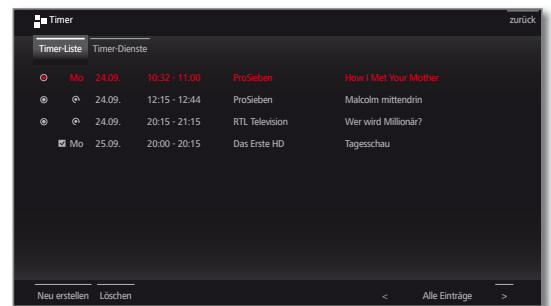 Timer zurück
Timer-Liste Timer-Dienste
Mo 24.09. 10:32 - 11:00 ProSieben How I Met Your Mother
24.09. 12:15 - 12:44 ProSieben Malcolm mittendrin
24.09. 20:15 - 21:15 RTL Television Wer wird Millionär?
Mo 25.09. 20:00 - 20:15 Das Erste HD Tagesschau
Neu erstellen Löschen < Alle Einträge >